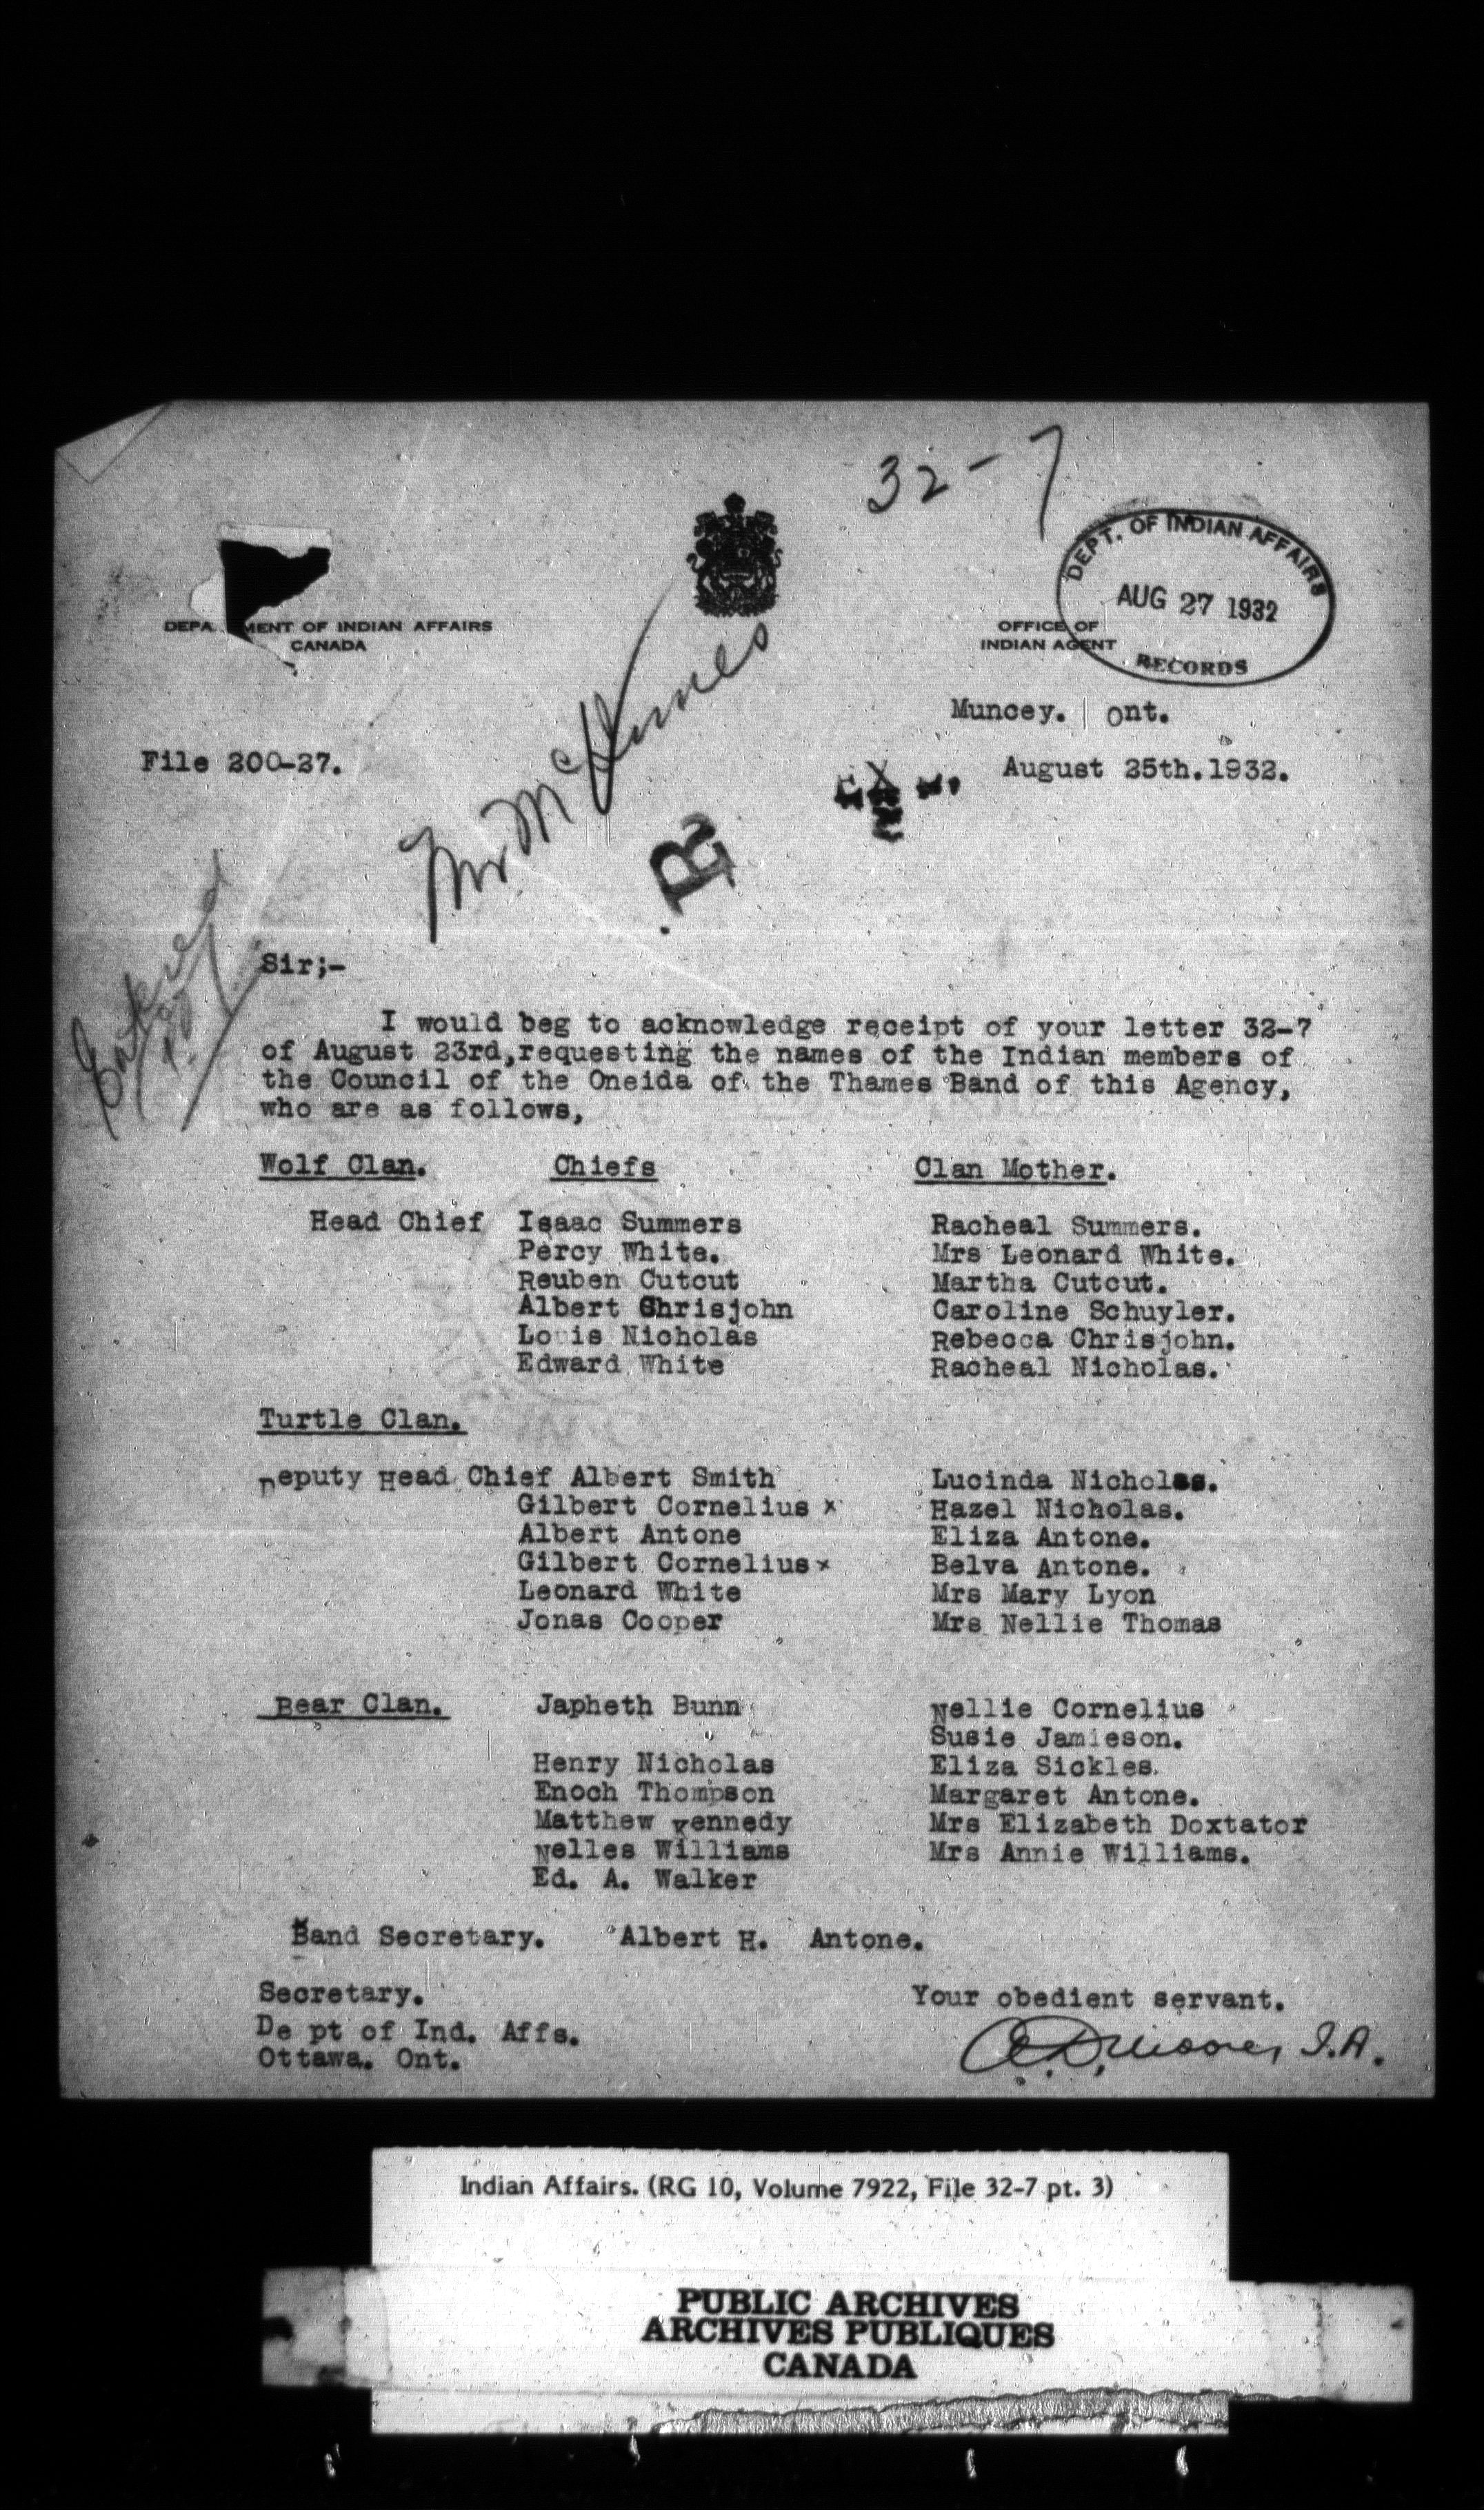 32-7
DEPT. OF INDIAN AFFAIRS
AUG 27 1932
RECORDS
DEPA MENT OF INDIAN AFFAIRS
CANADA
OFFICE OF
INDIAN AGENT
Muncey. Ont.
File 200-27.
August 25th.1932.
Mr. McInnes
R
Entered
Sir;-
I would beg to acknowledge receipt of your letter 32-7
of August 23rd,requesting the names of the Indian members of
the Council of the Oneida of the Thames Band of this Agency,
who are as follows,
Wolf Clan. Chiefs Clan Mother.
Head Chief Isaac Summers Racheal Summers.
Percy White. Mrs Leonard White.
Reuben Cutcut Martha Cutcut.
Albert Chrisjohn Caroline Schuyler.
Louis Nicholas Rebecca Chrisjohn.
Edward White Racheal Nicholas.
Turtle Clan.
Deputy Head Chief Albert Smith Lucinda Nicholas.
Gilbert Cornelius x Hazel Nicholas.
Albert Antone Eliza Antone.
Gilbert Cornelius x Belva Antone.
Leonard White Mrs Mary Lyon
Jonas Cooper Mrs Nellie Thomas
Bear Clan. Japheth Bunn Nellie Cornelius
Susie Jamieson.
Henry Nicholas Eliza Sickles.
Enoch Thompson Margaret Antone.
Matthew Kennedy Mrs Elizabeth Doxtator
Nelles Williams Mrs Annie Williams.
Ed. A. Walker
Band Secretary. Albert H. Antone.
Secretary. Your obedient servant.
De pt of Ind. Affs.
Ottawa. Ont.
A.D. Moore, I.A.
Indian Affairs. (RG 10, Volume 7922, File 32-7 pt. 3)
PUBLIC ARCHIVES
ARCHIVES PUBLIQUES
CANADA